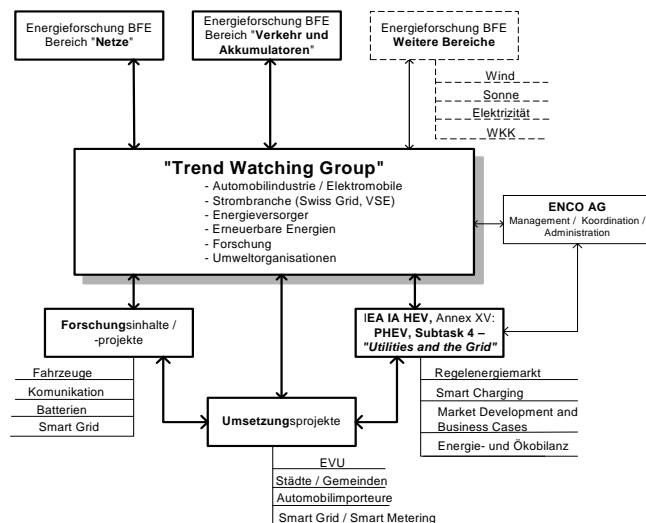 Energieforschung BFE
Bereich "Netze"
Energieforschung BFE
Bereich "Verkehr und
Akkumulatoren"
Energieforschung BFE
Weitere Bereiche
Wind
Sonne
Elektrizität
WKK
"Trend Watching Group"
- Automobilindustrie / Elektromobile
- Strombranche (Swiss Grid, VSE)
- Energieversorger
- Erneuerbare Energien
- Forschung
- Umweltorganisationen
ENCO AG
Management / Koordination /
Administration
Forschungsinhalte /
-projekte
Fahrzeuge
Komunikation
Batterien
Smart Grid
IEA IA HEV, Annex XV:
PHEV, Subtask 4 –
"Utilities and the Grid"
Regelenergiemarkt
Smart Charging
Market Development and
Business Cases
Energie- und Ökobilanz
Umsetzungsprojekte
EVU
Städte / Gemeinden
Automobilimporteure
Smart Grid / Smart Metering